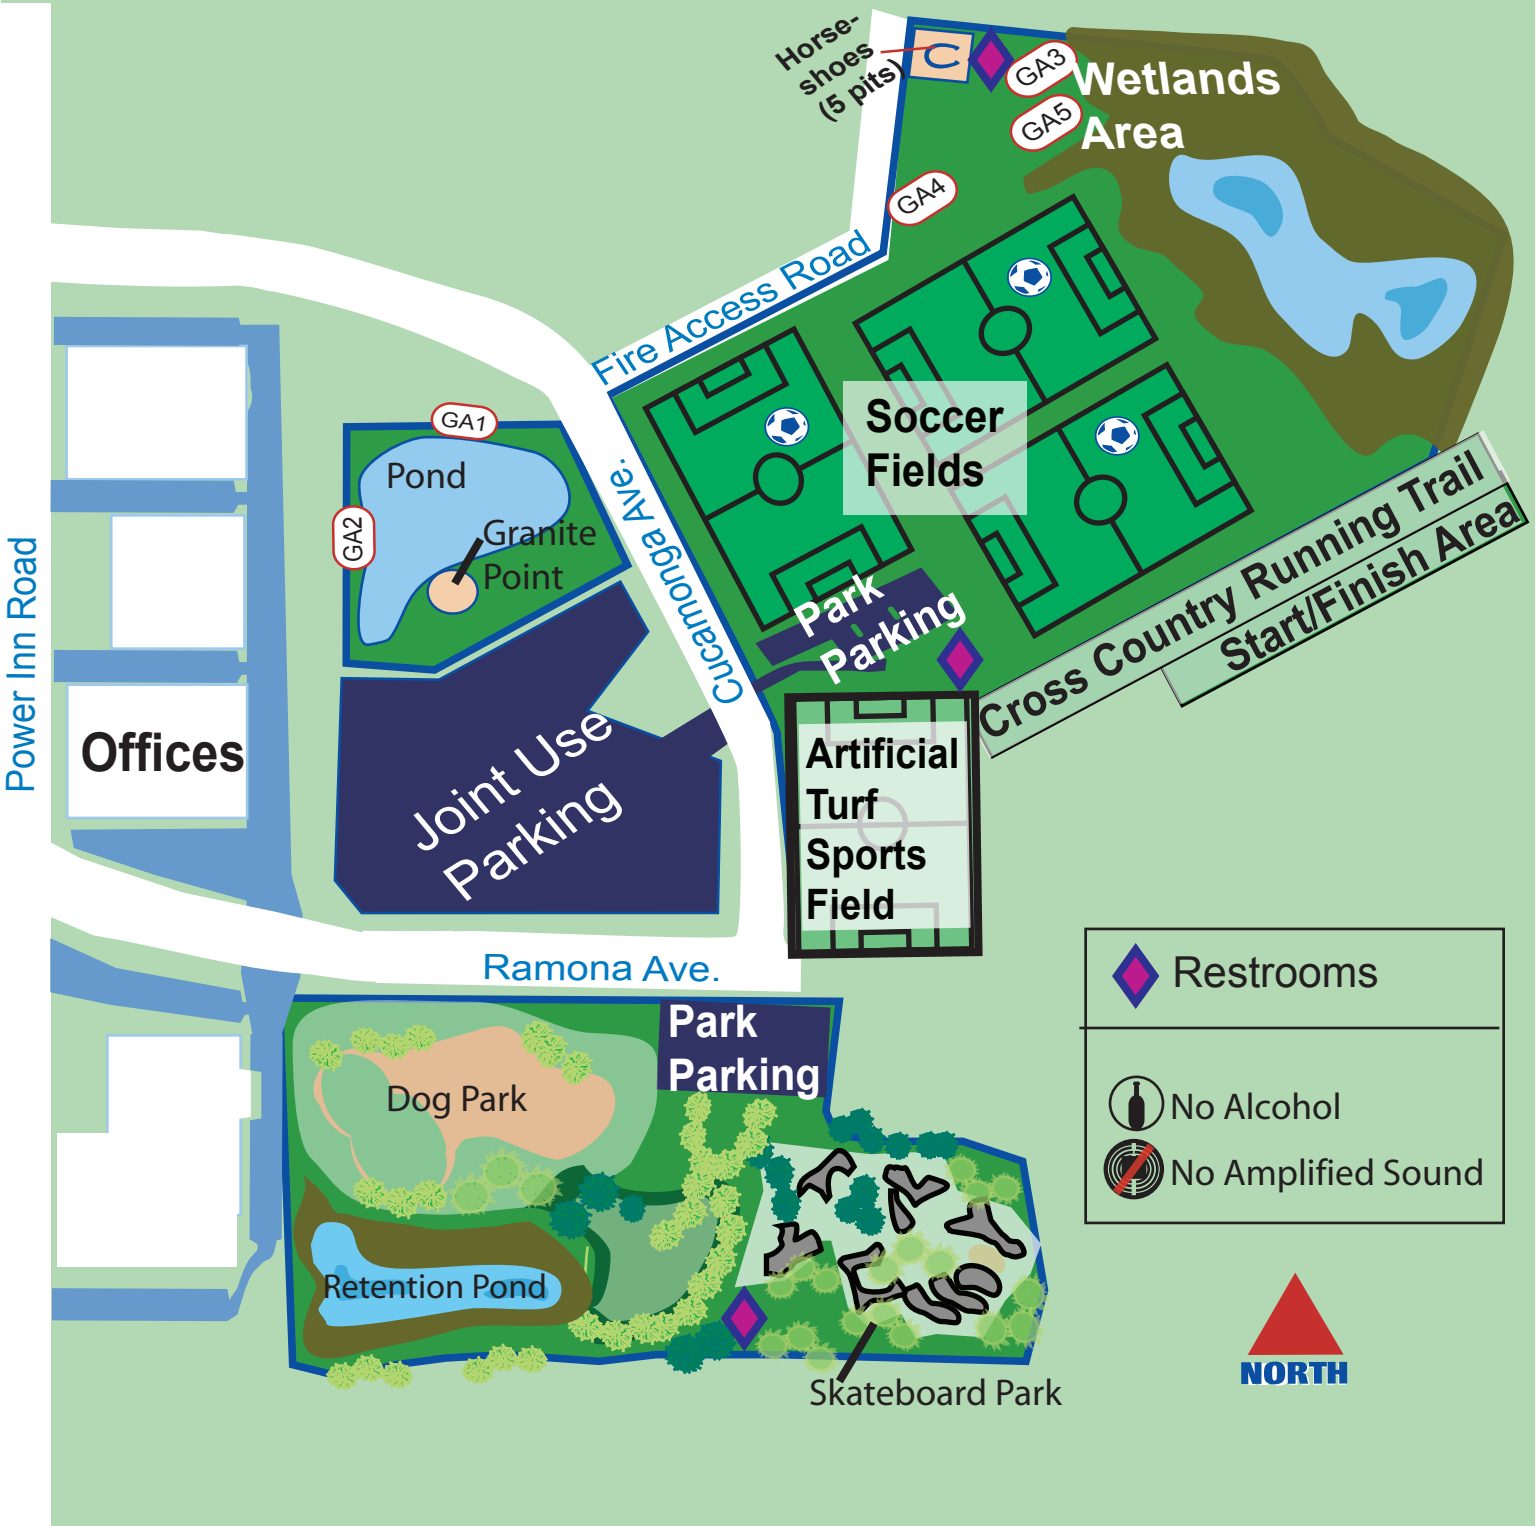 Horse-
shoes
(5 pits)
C
GA3
GA5
GA4
Wetlands
Area
Fire Access Road
Soccer
Fields
GA1
GA2
Pond
Granite
Point
Cucamonga Ave.
Park
Parking
Cross Country Running Trail
Start/Finish Area
Power Inn Road
Offices
Joint Use
Parking
Artificial
Turf
Sports
Field
Ramona Ave.
Park
Parking
Dog Park
Retention Pond
Skateboard Park
Restrooms
No Alcohol
No Amplified Sound
NORTH